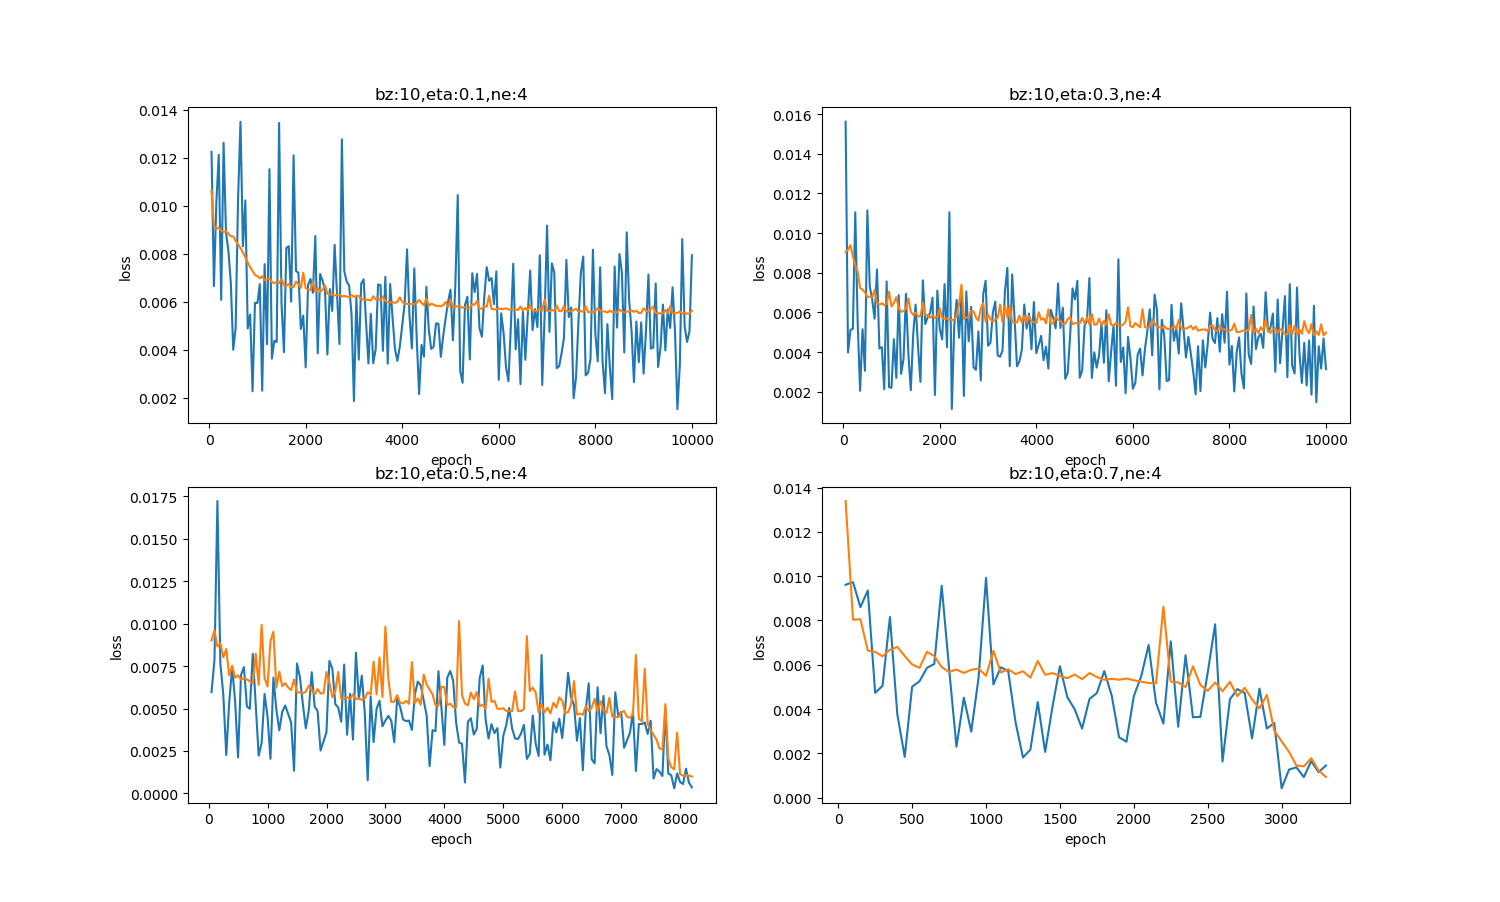 bz:10,eta:0.1,ne:4
0.014
0.012
0.010
0.008
0.006
0.004
0.002
loss
0 2000 4000 6000 8000 10000
epoch
bz:10,eta:0.3,ne:4
0.016
0.014
0.012
0.010
0.008
0.006
0.004
0.002
loss
0 2000 4000 6000 8000 10000
epoch
bz:10,eta:0.5,ne:4
0.0175
0.0150
0.0125
0.0100
0.0075
0.0050
0.0025
0.0000
loss
0 1000 2000 3000 4000 5000 6000 7000 8000
epoch
bz:10,eta:0.7,ne:4
0.014
0.012
0.010
0.008
0.006
0.004
0.002
0.000
loss
0 500 1000 1500 2000 2500 3000
epoch